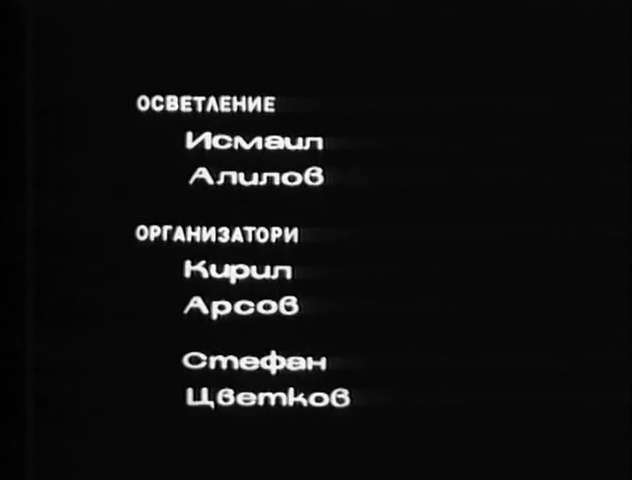 ОСВЕТЛЕНИЕ
Исмаил
Алилов
ОРГАНИЗАТОРИ
Кирил
Арсов
Стефан
Цветков